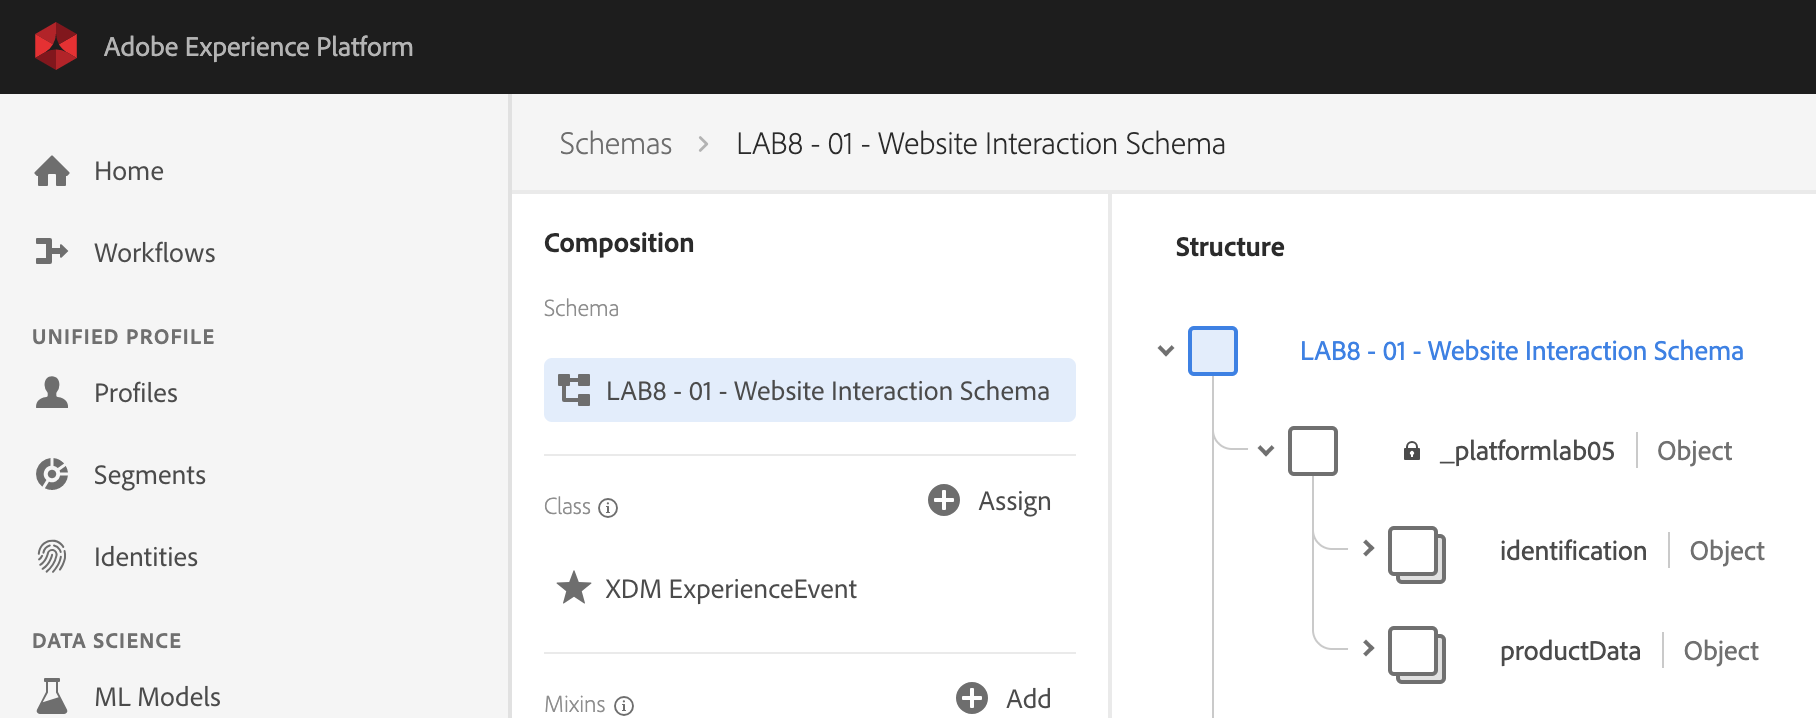 Adobe Experience Platform
Home
Workflows
UNIFIED PROFILE
Profiles
Segments
Identities
DATA SCIENCE
ML Models
Schemas > LAB8 - 01 - Website Interaction Schema
Composition
Schema
LAB8 - 01 - Website Interaction Schema
Class
Assign
XDM ExperienceEvent
Mixins
Add
Structure
LAB8 - 01 - Website Interaction Schema
_platformlab05 | Object
identification | Object
productData | Object